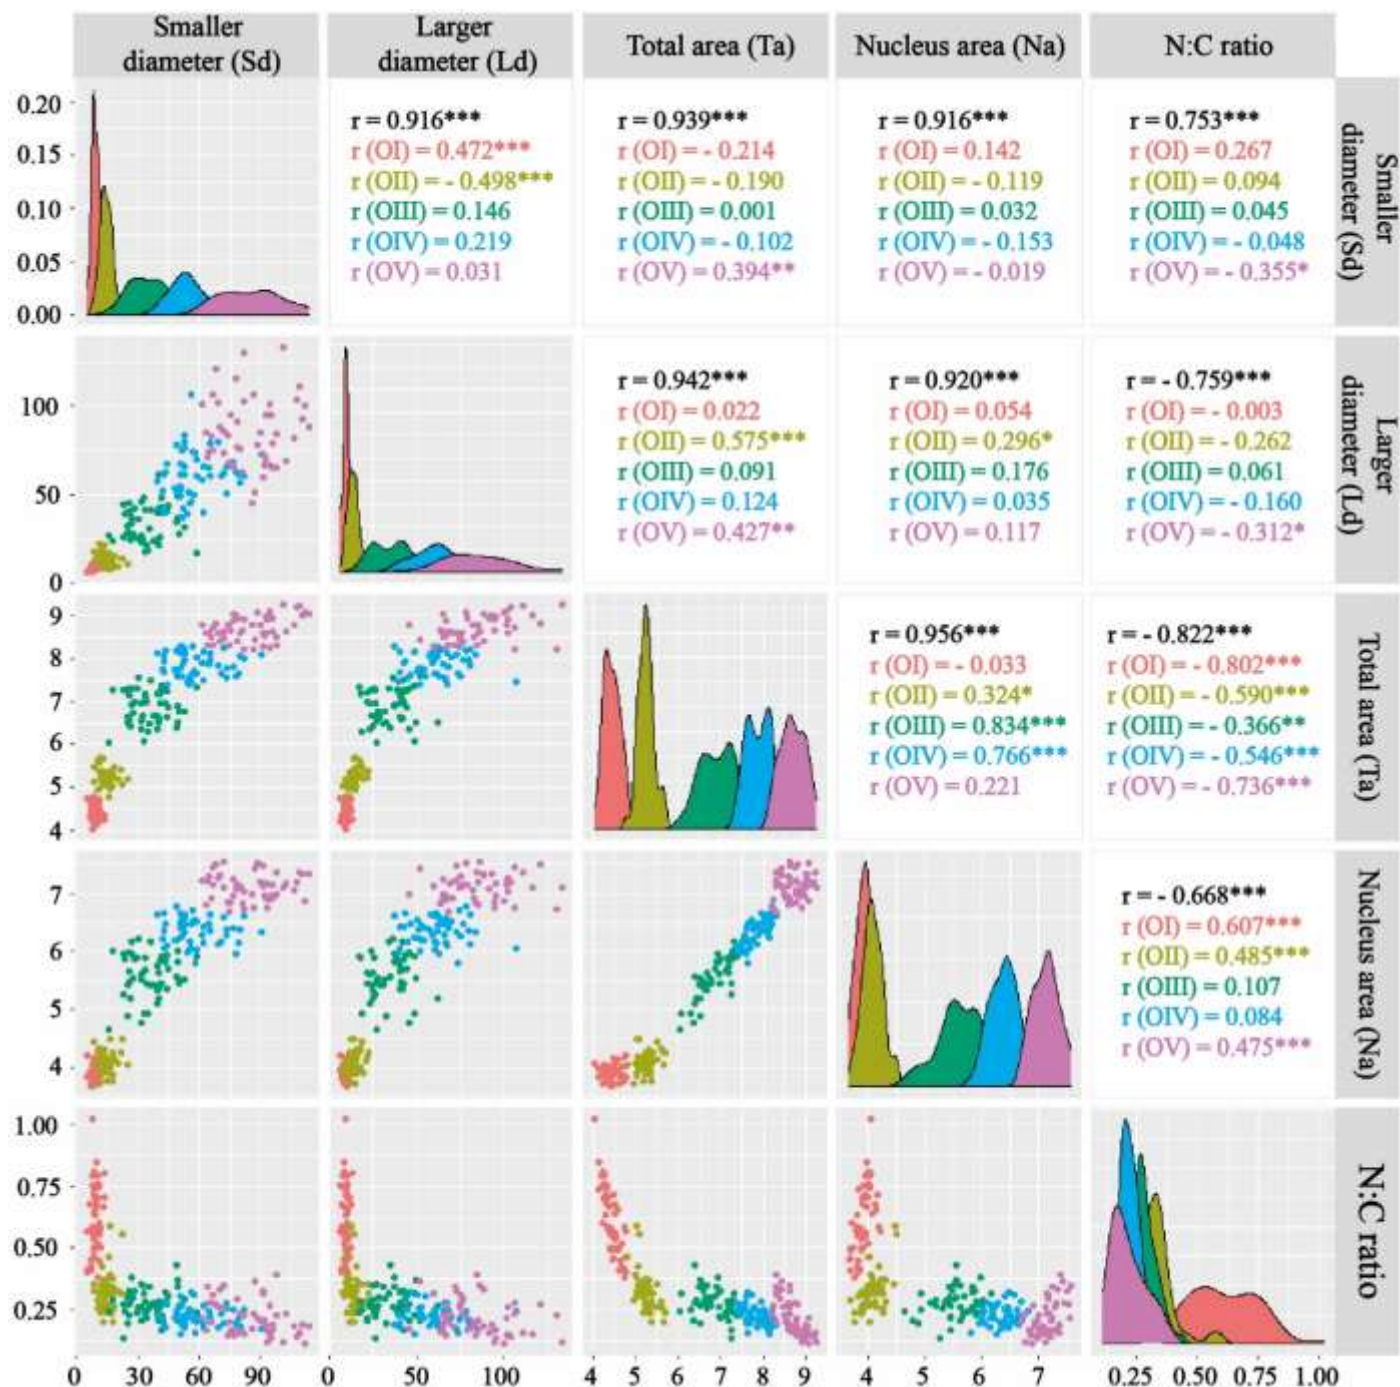 Smaller
diameter (Sd)
Larger
diameter (Ld)
Total area (Ta)
Nucleus area (Na)
N:C ratio
0.20
0.15
0.10
0.05
0.00
r = 0.916***
r (OI) = 0.472***
r (OII) = - 0.498***
r (OIII) = 0.146
r (OIV) = 0.219
r (OV) = 0.031
r = 0.939***
r (OI) = - 0.214
r (OII) = - 0.190
r (OIII) = 0.001
r (OIV) = - 0.102
r (OV) = 0.394**
r = 0.916***
r (OI) = 0.142
r (OII) = - 0.119
r (OIII) = 0.032
r (OIV) = - 0.153
r (OV) = - 0.019
r = 0.753***
r (OI) = 0.267
r (OII) = 0.094
r (OIII) = 0.045
r (OIV) = - 0.048
r (OV) = - 0.355*
Smaller
diameter (Sd)
100
50
0
r = 0.942***
r (OI) = 0.022
r (OII) = 0.575***
r (OIII) = 0.091
r (OIV) = 0.124
r (OV) = 0.427**
r = 0.920***
r (OI) = 0.054
r (OII) = 0.296*
r (OIII) = 0.176
r (OIV) = 0.035
r (OV) = 0.117
r = - 0.759***
r (OI) = - 0.003
r (OII) = - 0.262
r (OIII) = 0.061
r (OIV) = - 0.160
r (OV) = - 0.312*
Larger
diameter (Ld)
9
8
7
6
5
4
r = 0.956***
r (OI) = - 0.033
r (OII) = 0.324*
r (OIII) = 0.834***
r (OIV) = 0.766***
r (OV) = 0.221
r = - 0.822***
r (OI) = - 0.802***
r (OII) = - 0.590***
r (OIII) = - 0.366**
r (OIV) = - 0.546***
r (OV) = - 0.736***
Total area (Ta)
7
6
5
4
r = - 0.668***
r (OI) = 0.607***
r (OII) = 0.485***
r (OIII) = 0.107
r (OIV) = 0.084
r (OV) = 0.475***
Nucleus area (Na)
1.00
0.75
0.50
0.25
N:C ratio
0 30 60 90
0 50 100
4 5 6 7 8 9
4 5 6 7
0.25 0.50 0.75 1.00